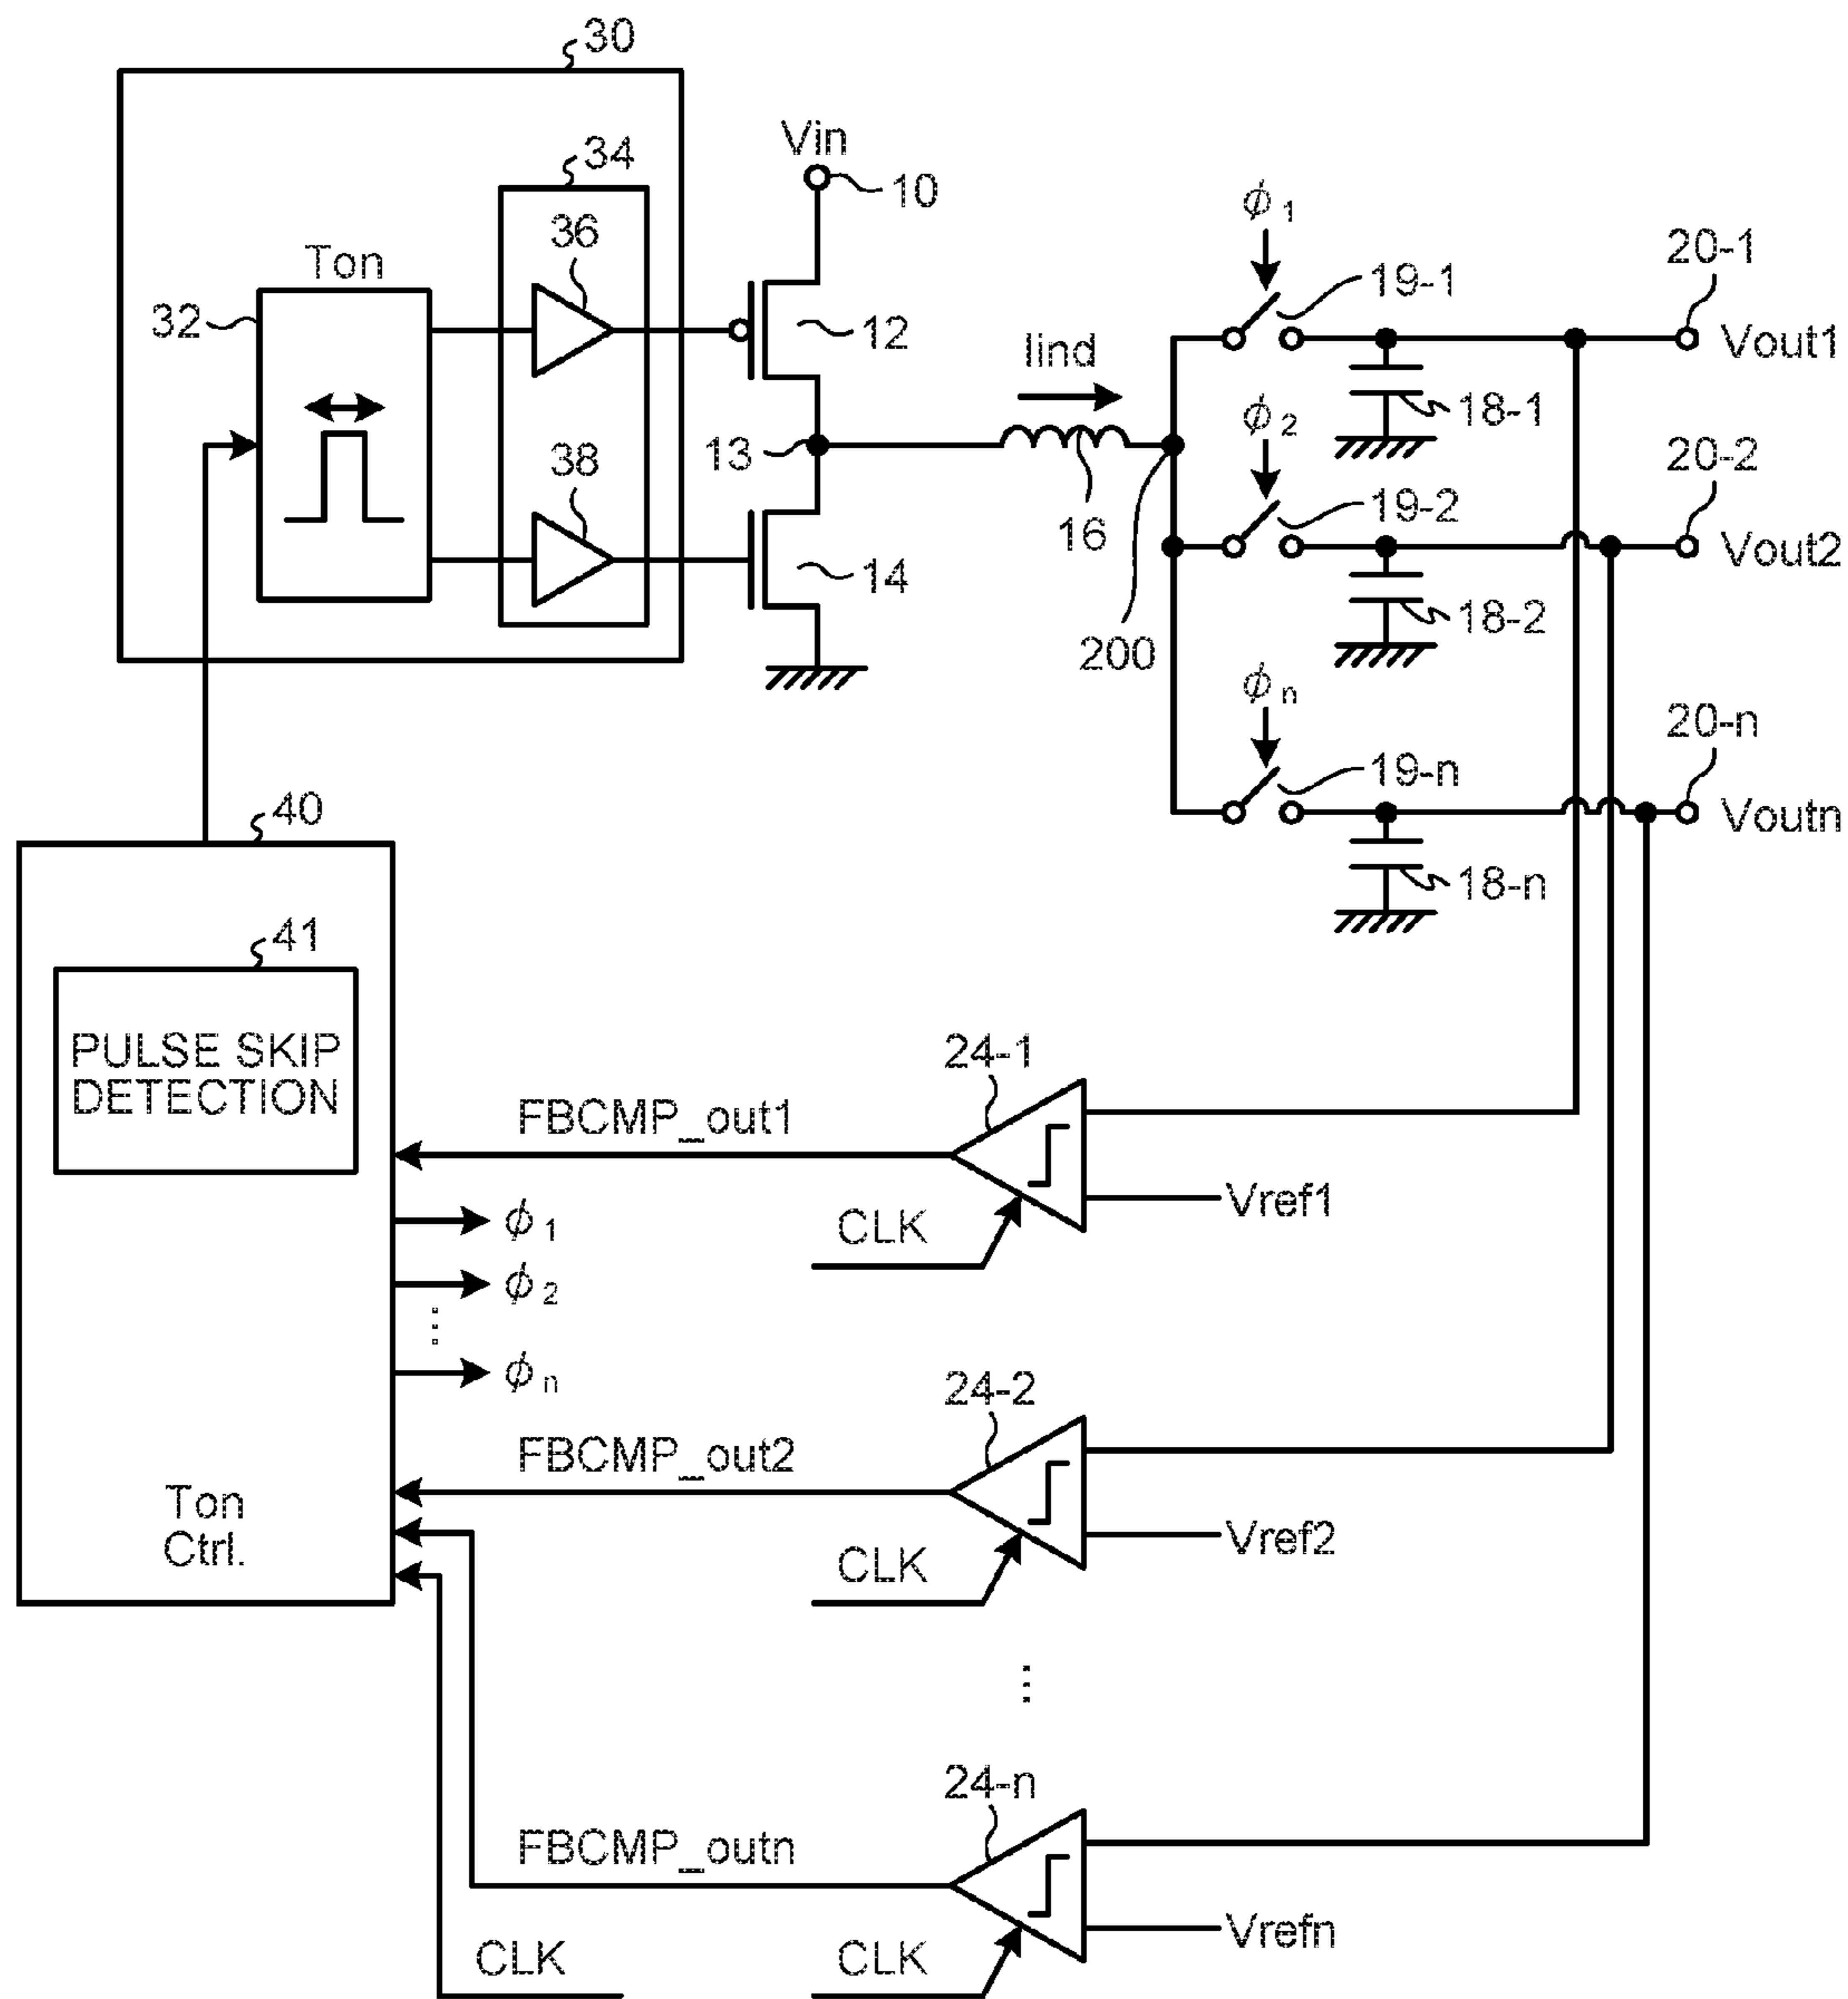 30
Vin
34
10
36
ϕ1
20-1
Ton
19-1
32
12
Iind
Vout1
18-1
ϕ2
13
38
20-2
19-2
16
Vout2
14
18-2
200
ϕn
20-n
19-n
40
Voutn
18-n
41
PULSE SKIP
DETECTION
24-1
FBCMP_out1
Vref1
ϕ1
CLK
ϕ2
⋮
ϕn
24-2
FBCMP_out2
Ton
Ctrl.
Vref2
CLK
⋮
24-n
FBCMP_outn
Vrefn
CLK
CLK